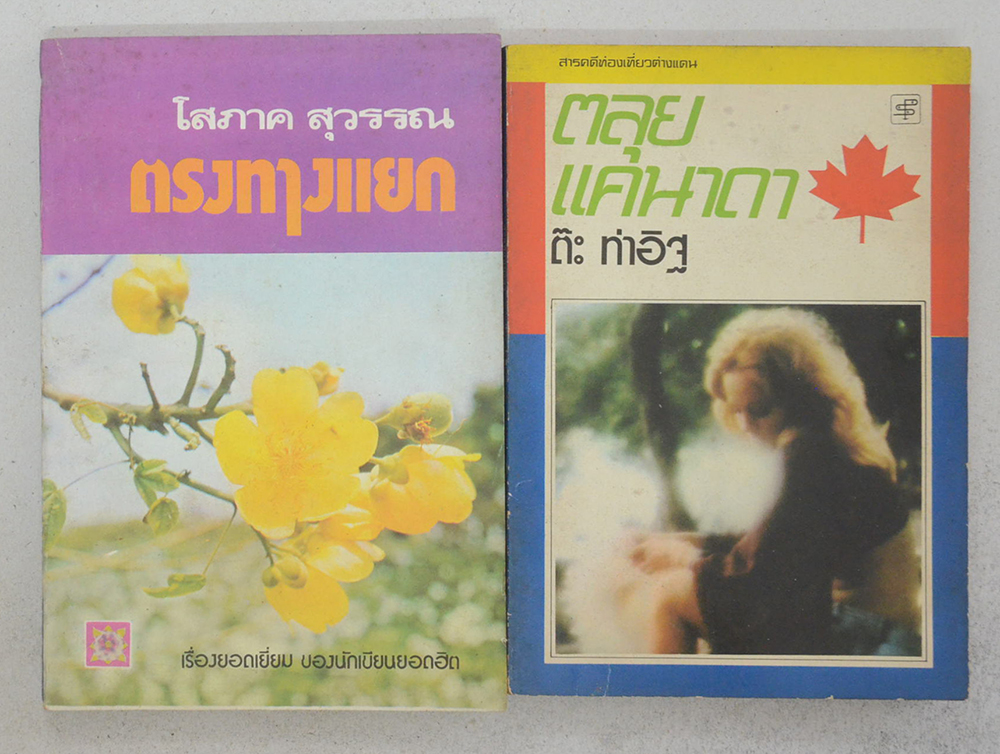 โสภาค สุวรรณ
ตรงทางแยก
เรื่องยอดเยี่ยม ของนักเขียนยอดฮิต
สารคดีท่องเที่ยวต่างแดน
ตลุย
แคนาดา
ต๊ะ ท่าอิฐ